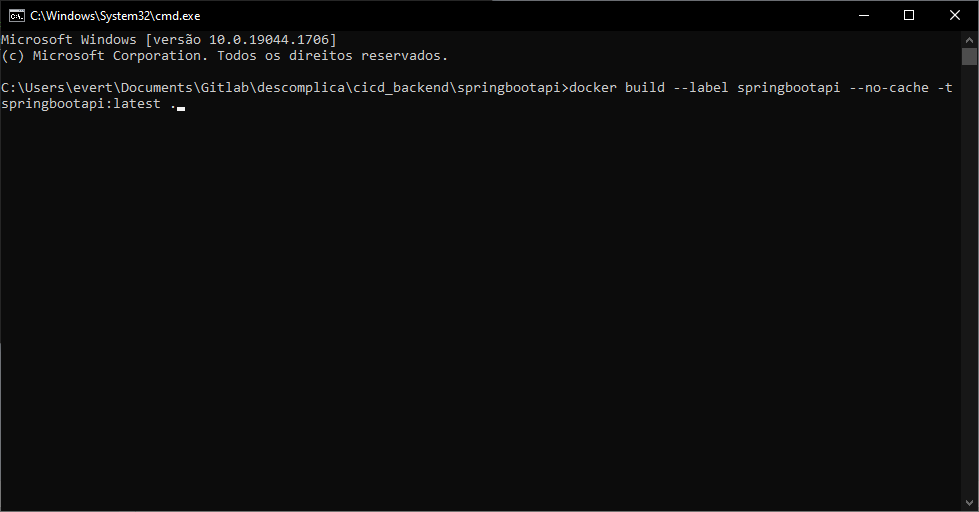 C:\Windows\System32\cmd.exe
Microsoft Windows [versão 10.0.19044.1706]
(c) Microsoft Corporation. Todos os direitos reservados.
C:\Users\evert\Documents\Gitlab\descomplica\cicd_backend\springbootapi>docker build --label springbootapi --no-cache -t
springbootapi:latest .